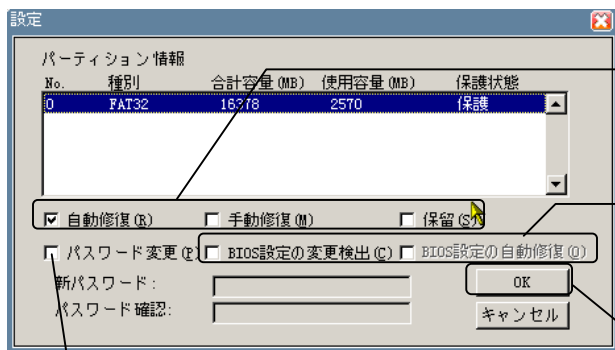 設定
パーティション情報
No. 種別 合計容量(MB) 使用容量(MB) 保護状態
0 FAT32 16378 2570 保護
自動修復(R) 手動修復(M) 保留(S)
パスワード変更(P) BIOS設定の変更検出(C) BIOS設定の自動修復(O)
新パスワード:
OK
パスワード確認:
キャンセル